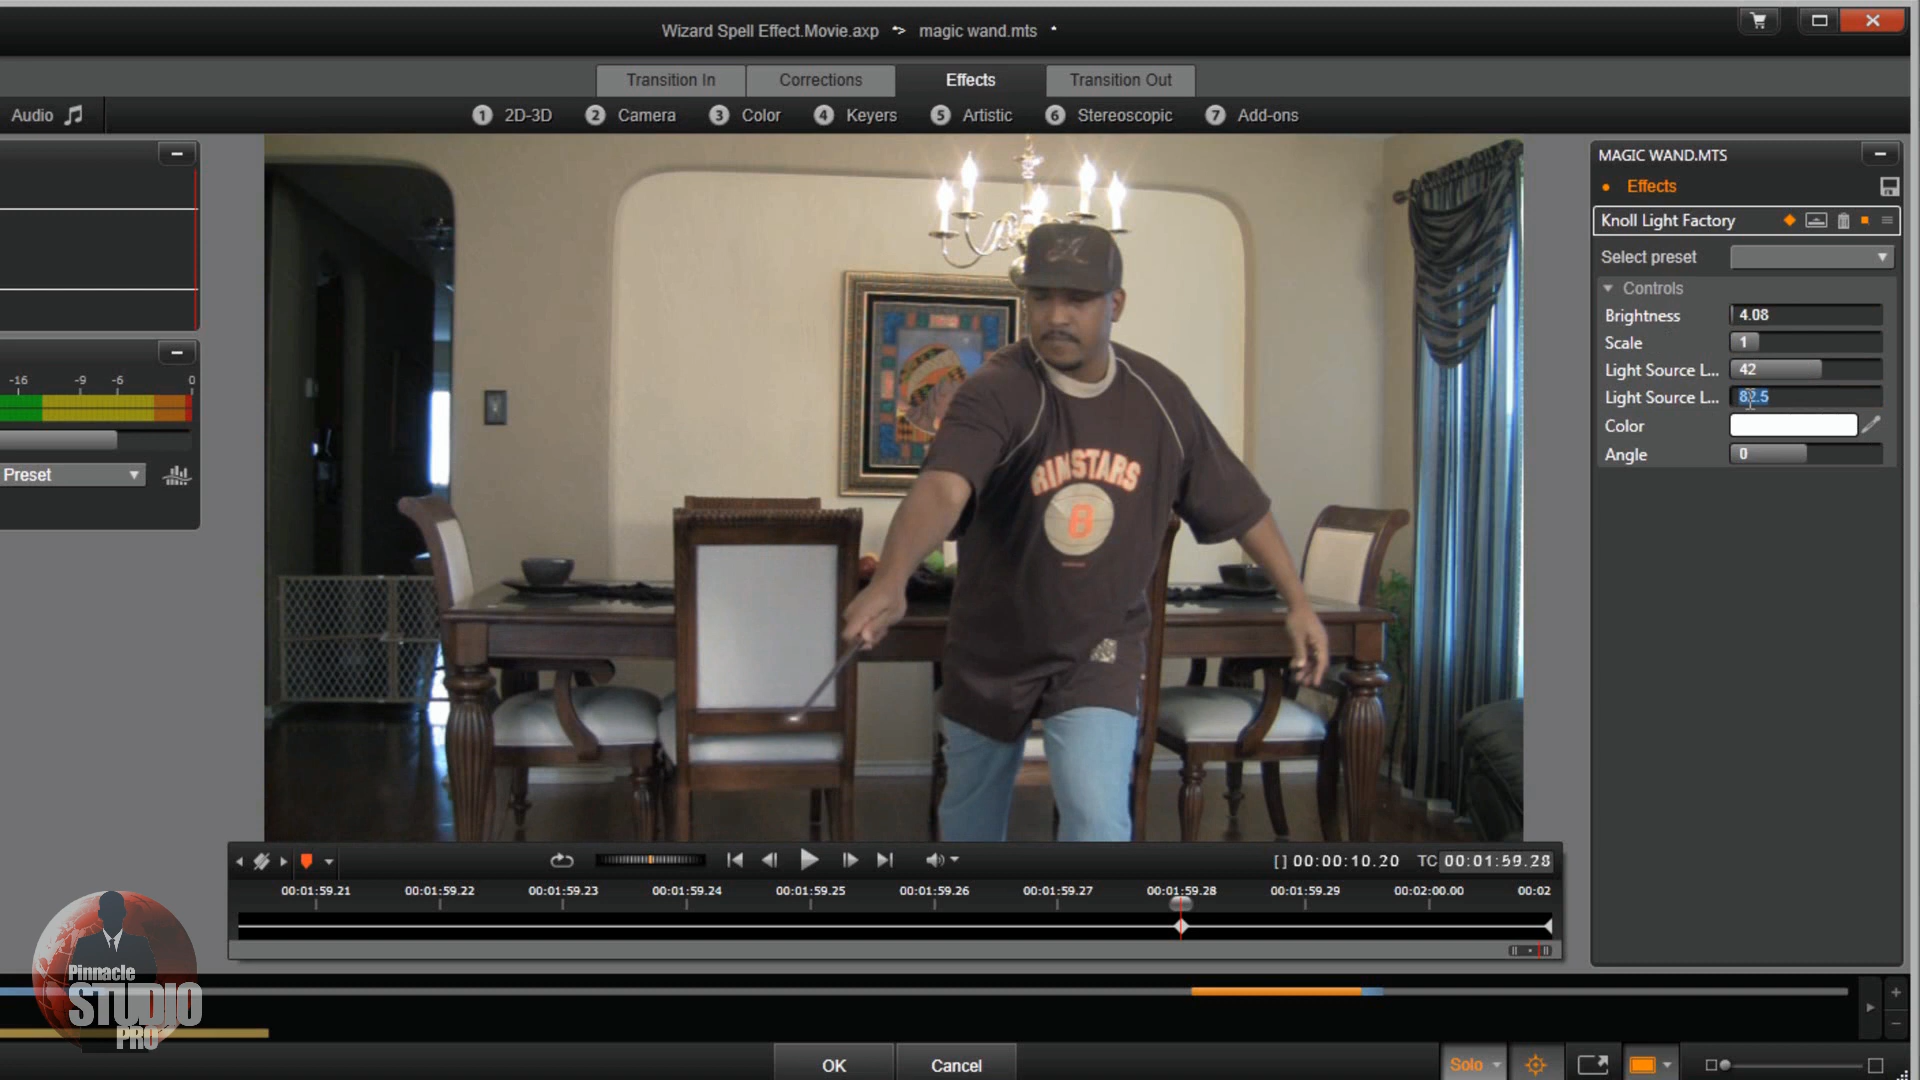 Wizard Spell Effect.Movie.axp -> magic wand.mts
Transition In
Corrections
Effects
Transition Out
Audio
1 2D-3D
2 Camera
3 Color
4 Keyers
5 Artistic
6 Stereoscopic
7 Add-ons
MAGIC WAND.MTS
Effects
Knoll Light Factory
Select preset
Controls
Brightness 4.08
Scale 1
Light Source L... 42
Light Source L... 82.5
Color
Angle 0
-16 -9 -6 0
Preset
RIMSTARS
8
[] 00:00:10.20 TC 00:01:59.28
00:01:59.21 00:01:59.22 00:01:59.23 00:01:59.24 00:01:59.25 00:01:59.26 00:01:59.27 00:01:59.28 00:01:59.29 00:02:00.00 00:02
Pinnacle
STUDIO
PRO
OK
Cancel
Solo